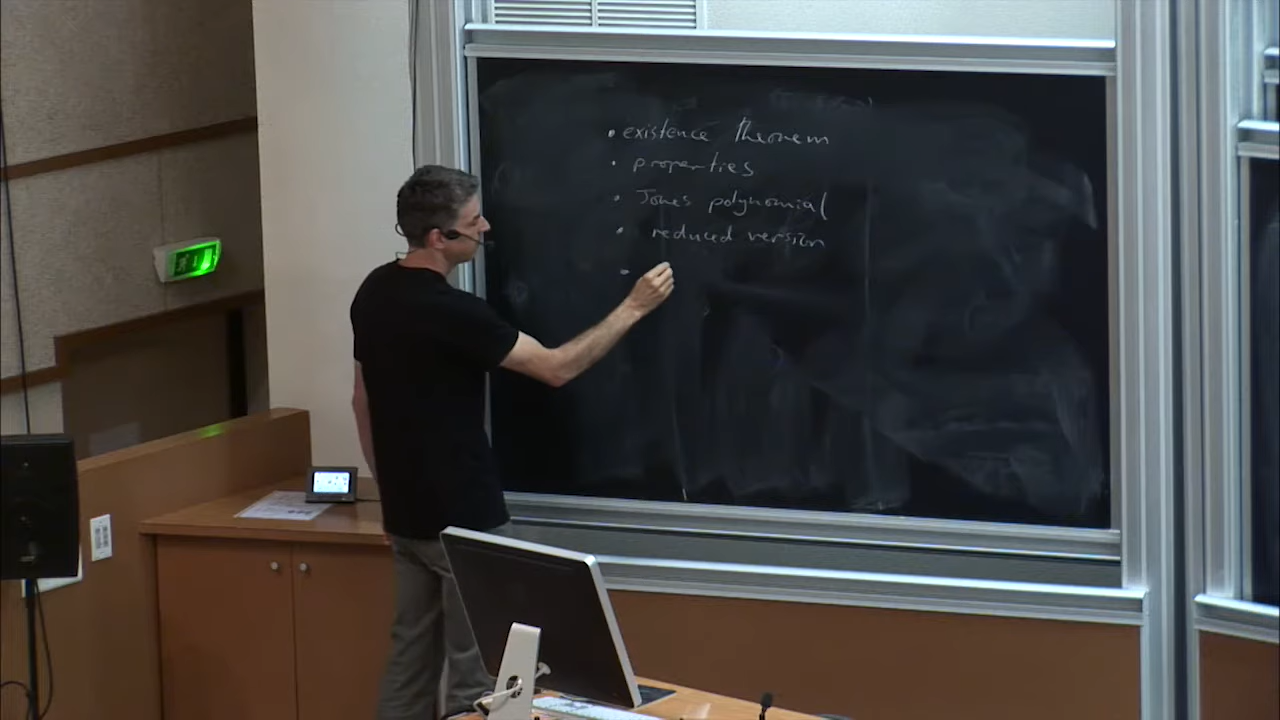 • existence theorem
• properties
• Jones polynomial
• reduced version
•